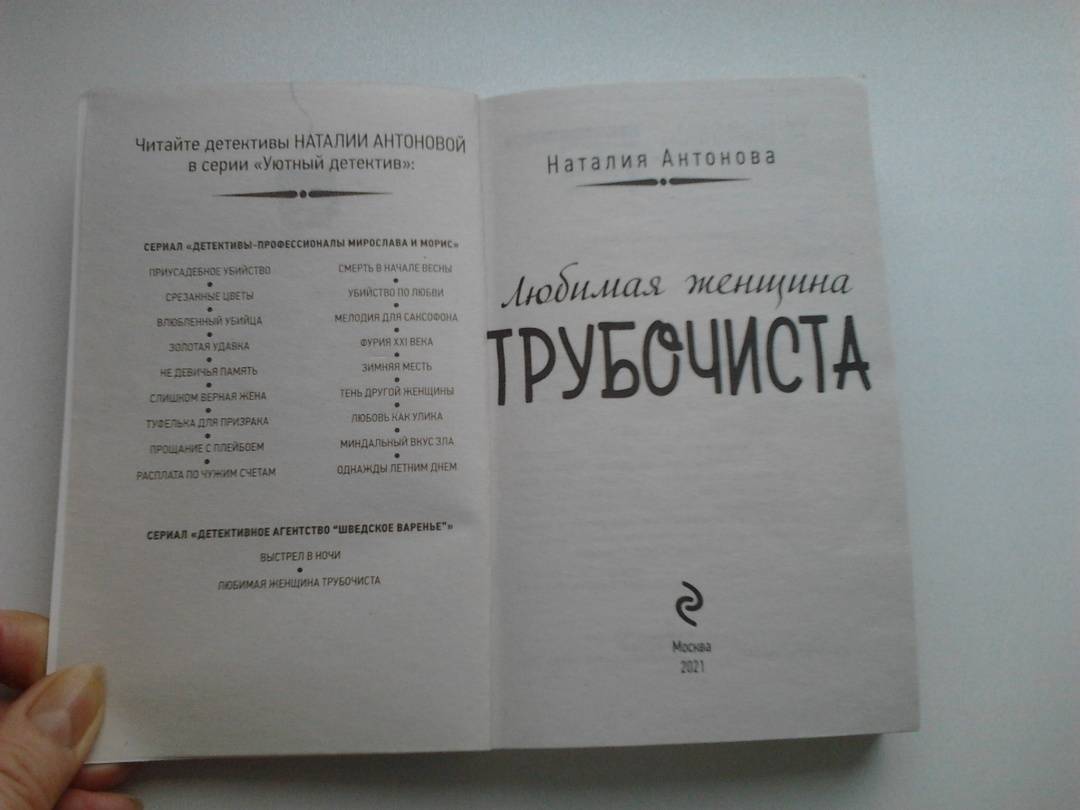 Читайте детективы НАТАЛИИ АНТОНОВОЙ
в серии «Уютный детектив»:
СЕРИАЛ «ДЕТЕКТИВЫ-ПРОФЕССИОНАЛЫ МИРОСЛАВА И МОРИС»
ПРИУСАДЕБНОЕ УБИЙСТВО
СРЕЗАННЫЕ ЦВЕТЫ
ВЛЮБЛЕННЫЙ УБИЙЦА
ЗОЛОТАЯ УДАВКА
НЕ ДЕВИЧЬЯ ПАМЯТЬ
СЛИШКОМ ВЕРНАЯ ЖЕНА
ТУФЕЛЬКА ДЛЯ ПРИЗРАКА
ПРОЩАНИЕ С ПЛЕЙБОЕМ
РАСПЛАТА ПО ЧУЖИМ СЧЕТАМ
СМЕРТЬ В НАЧАЛЕ ВЕСНЫ
УБИЙСТВО ПО ЛЮБВИ
МЕЛОДИЯ ДЛЯ САКСОФОНА
ФУРИЯ XXI ВЕКА
ЗИМНЯЯ МЕСТЬ
ТЕНЬ ДРУГОЙ ЖЕНЩИНЫ
ЛЮБОВЬ КАК УЛИКА
МИНДАЛЬНЫЙ ВКУС ЗЛА
ОДНАЖДЫ ЛЕТНИМ ДНЕМ
СЕРИАЛ «ДЕТЕКТИВНОЕ АГЕНТСТВО "ШВЕДСКОЕ ВАРЕНЬЕ"»
ВЫСТРЕЛ В НОЧИ
ЛЮБИМАЯ ЖЕНЩИНА ТРУБОЧИСТА
Наталия Антонова
Любимая женщина
ТРУБОЧИСТА
Москва
2021